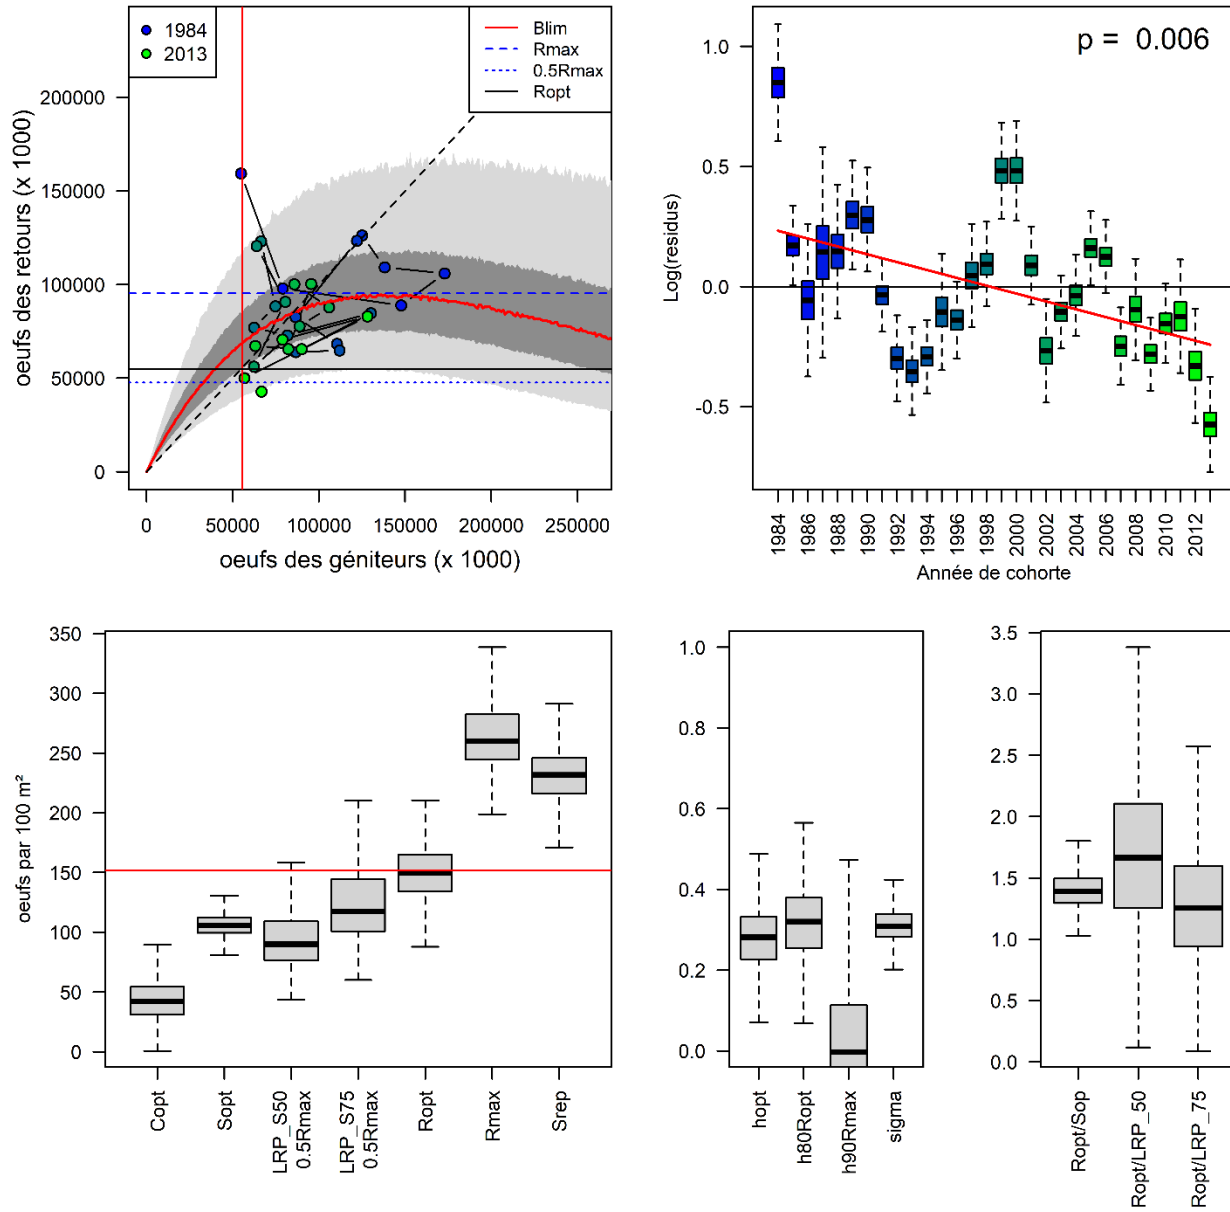 1984
2013
Blim
Rmax
0.5Rmax
Ropt
200000
150000
100000
50000
0
oeufs des retours (x 1000)
0
50000
100000
150000
200000
250000
oeufs des géniteurs (x 1000)
p = 0.006
1.0
0.5
0.0
-0.5
Log(residus)
1984
1986
1988
1990
1992
1994
1996
1998
2000
2002
2004
2006
2008
2010
2012
Année de cohorte
350
300
250
200
150
100
50
0
oeufs par 100 m²
Copt
Sopt
LRP_S50
0.5Rmax
LRP_S75
0.5Rmax
Ropt
Rmax
Srep
1.0
0.8
0.6
0.4
0.2
0.0
hopt
h80Ropt
h90Rmax
sigma
3.5
3.0
2.5
2.0
1.5
1.0
0.5
0.0
Ropt/Sop
Ropt/LRP_50
Ropt/LRP_75